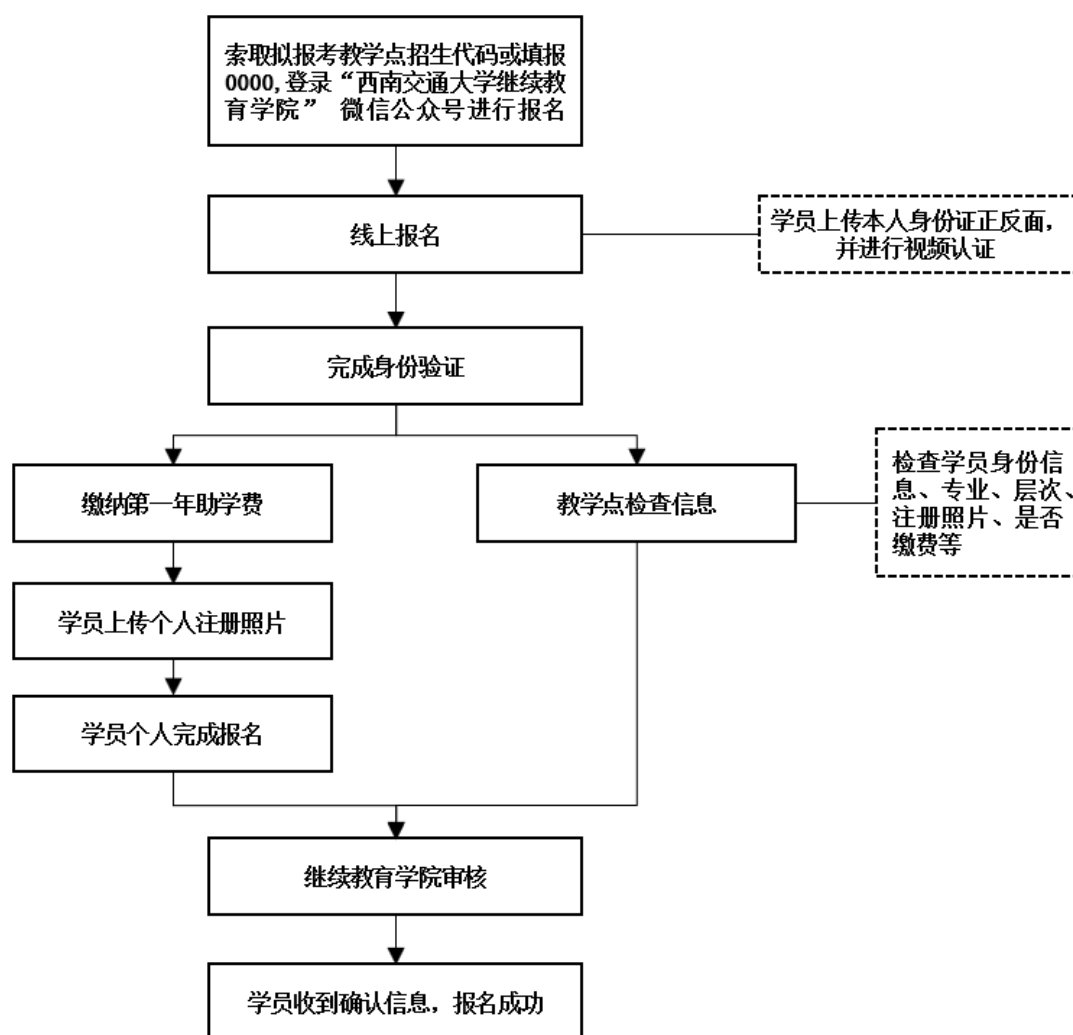 索取拟报考教学点招生代码或填报
0000,登录“西南交通大学继续教
育学院” 微信公众号进行报名
线上报名
学员上传本人身份证正反面，
并进行视频认证
完成身份验证
缴纳第一年助学费
教学点检查信息
检查学员身份信
息、专业、层次、
注册照片、是否
缴费等
学员上传个人注册照片
学员个人完成报名
继续教育学院审核
学员收到确认信息，报名成功